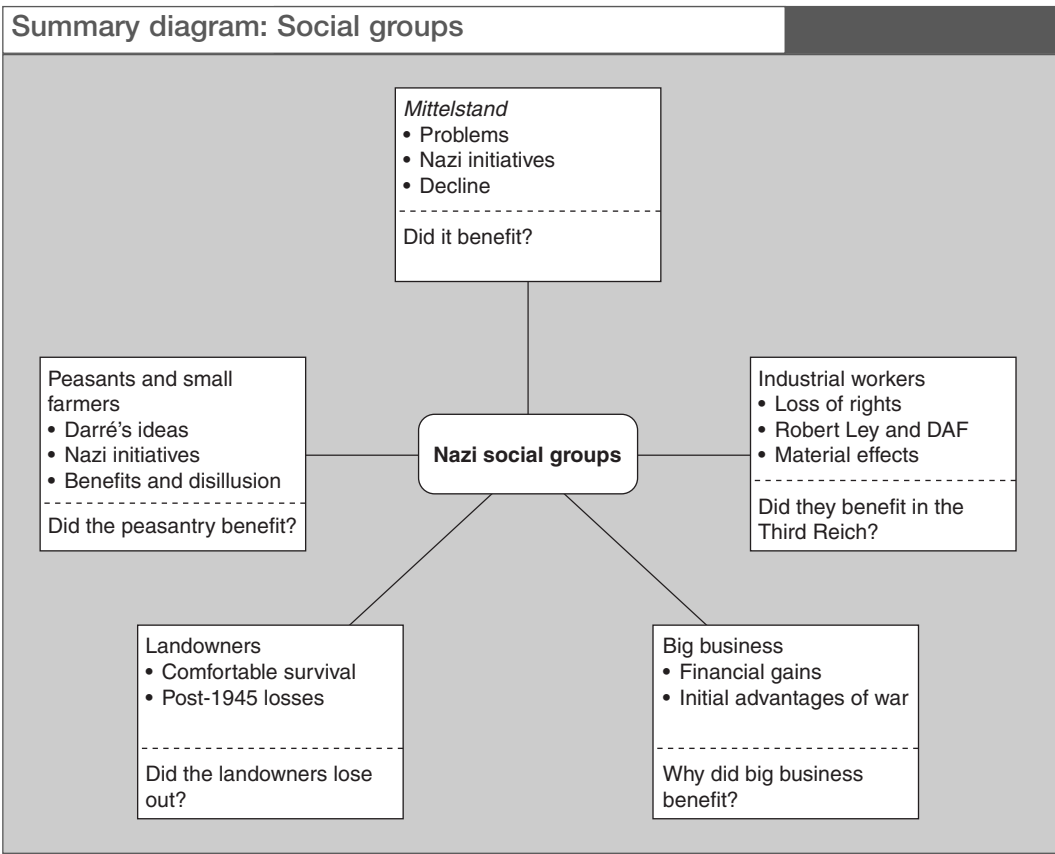 Summary diagram: Social groups
Mittelstand
• Problems
• Nazi initiatives
• Decline
Did it benefit?
Peasants and small
farmers
• Darré's ideas
• Nazi initiatives
• Benefits and disillusion
Did the peasantry benefit?
Nazi social groups
Industrial workers
• Loss of rights
• Robert Ley and DAF
• Material effects
Did they benefit in the
Third Reich?
Landowners
• Comfortable survival
• Post-1945 losses
Did the landowners lose
out?
Big business
• Financial gains
• Initial advantages of war
Why did big business
benefit?